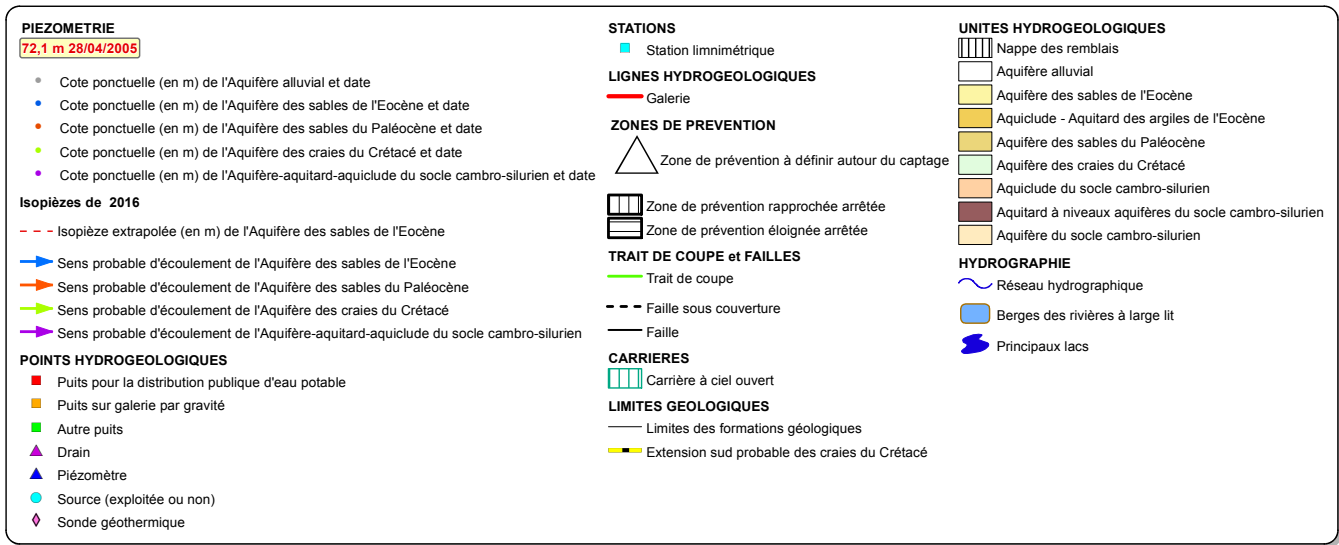 PIEZOMETRIE
72,1 m 28/04/2005
Cote ponctuelle (en m) de l'Aquifère alluvial et date
Cote ponctuelle (en m) de l'Aquifère des sables de l'Eocène et date
Cote ponctuelle (en m) de l'Aquifère des sables du Paléocène et date
Cote ponctuelle (en m) de l'Aquifère des craies du Crétacé et date
Cote ponctuelle (en m) de l'Aquifère-aquitard-aquiclude du socle cambro-silurien et date
Isopièzes de 2016
Isopièze extrapolée (en m) de l'Aquifère des sables de l'Eocène
Sens probable d'écoulement de l'Aquifère des sables de l'Eocène
Sens probable d'écoulement de l'Aquifère des sables du Paléocène
Sens probable d'écoulement de l'Aquifère des craies du Crétacé
Sens probable d'écoulement de l'Aquifère-aquitard-aquiclude du socle cambro-silurien
POINTS HYDROGEOLOGIQUES
Puits pour la distribution publique d'eau potable
Puits sur galerie par gravité
Autre puits
Drain
Piézomètre
Source (exploitée ou non)
Sonde géothermique
STATIONS
Station limnimétrique
LIGNES HYDROGEOLOGIQUES
Galerie
ZONES DE PREVENTION
Zone de prévention à définir autour du captage
Zone de prévention rapprochée arrêtée
Zone de prévention éloignée arrêtée
TRAIT DE COUPE et FAILLES
Trait de coupe
Faille sous couverture
Faille
CARRIERES
Carrière à ciel ouvert
LIMITES GEOLOGIQUES
Limites des formations géologiques
Extension sud probable des craies du Crétacé
UNITES HYDROGEOLOGIQUES
Nappe des remblais
Aquifère alluvial
Aquifère des sables de l'Eocène
Aquiclude - Aquitard des argiles de l'Eocène
Aquifère des sables du Paléocène
Aquifère des craies du Crétacé
Aquiclude du socle cambro-silurien
Aquitard à niveaux aquifères du socle cambro-silurien
Aquifère du socle cambro-silurien
HYDROGRAPHIE
Réseau hydrographique
Berges des rivières à large lit
Principaux lacs